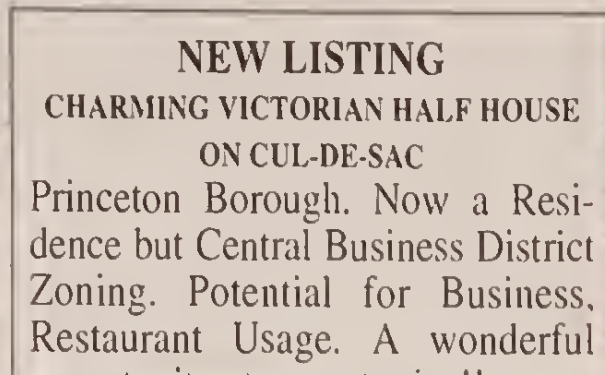 NEW LISTING
CHARMING VICTORIAN HALF HOUSE
ON CUL-DE-SAC
Princeton Borough. Now a Resi-
dence but Central Business District
Zoning. Potential for Business,
Restaurant Usage. A wonderful